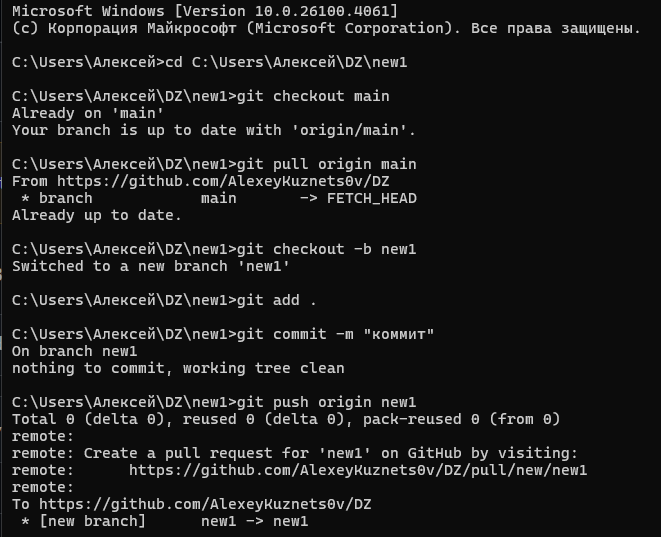 Microsoft Windows [Version 10.0.26100.4061]
(c) Корпорация Майкрософт (Microsoft Corporation). Все права защищены.
C:\Users\Алексей>cd C:\Users\Алексей\DZ\new1
C:\Users\Алексей\DZ\new1>git checkout main
Already on 'main'
Your branch is up to date with 'origin/main'.
C:\Users\Алексей\DZ\new1>git pull origin main
From https://github.com/AlexeyKuznets0v/DZ
 * branch            main       -> FETCH_HEAD
Already up to date.
C:\Users\Алексей\DZ\new1>git checkout -b new1
Switched to a new branch 'new1'
C:\Users\Алексей\DZ\new1>git add .
C:\Users\Алексей\DZ\new1>git commit -m "коммит"
On branch new1
nothing to commit, working tree clean
C:\Users\Алексей\DZ\new1>git push origin new1
Total 0 (delta 0), reused 0 (delta 0), pack-reused 0 (from 0)
remote:
remote: Create a pull request for 'new1' on GitHub by visiting:
remote:      https://github.com/AlexeyKuznets0v/DZ/pull/new/new1
remote:
To https://github.com/AlexeyKuznets0v/DZ
 * [new branch]      new1 -> new1